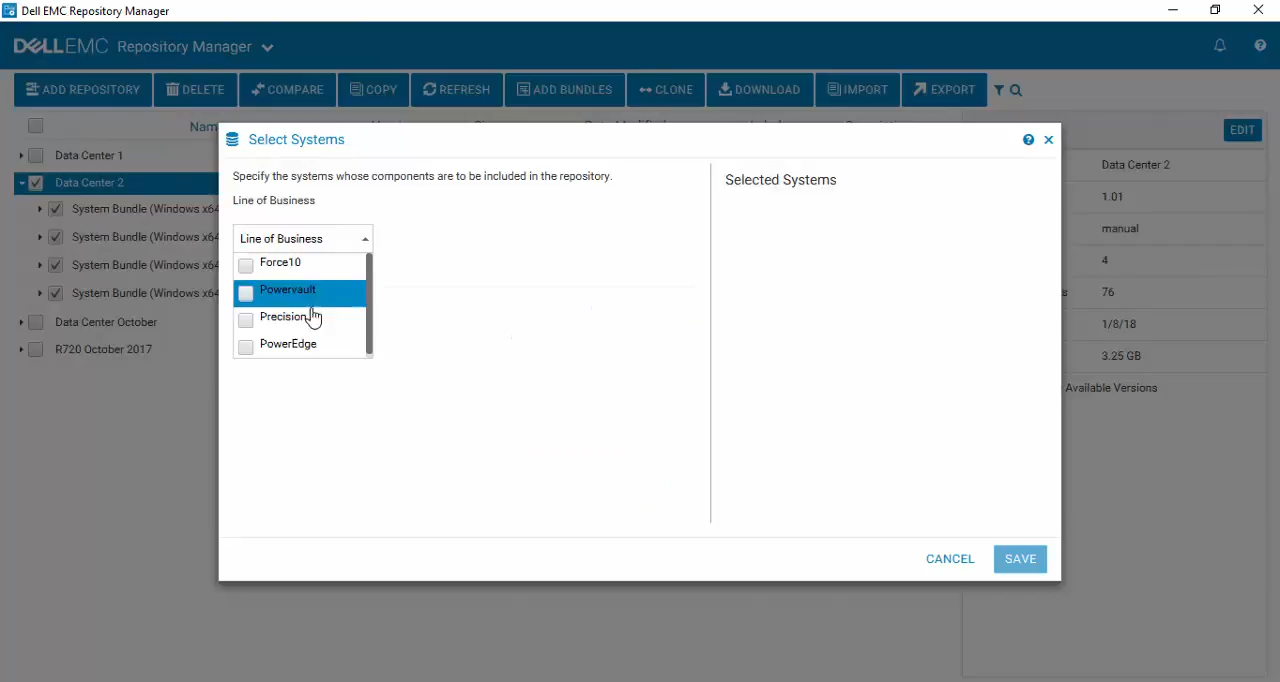 Dell EMC Repository Manager
DELLEMC Repository Manager
ADD REPOSITORY DELETE COMPARE COPY REFRESH ADD BUNDLES CLONE DOWNLOAD IMPORT EXPORT
Select Systems
EDIT
Data Center 1
Data Center 2
System Bundle (Windows x64
System Bundle (Windows x64
System Bundle (Windows x64
System Bundle (Windows x64
Data Center October
R720 October 2017
Specify the systems whose components are to be included in the repository.
Line of Business
Line of Business
Force10
Powervault
Precision
PowerEdge
Selected Systems
CANCEL SAVE
Data Center 2
1.01
manual
4
76
1/8/18
3.25 GB
Available Versions